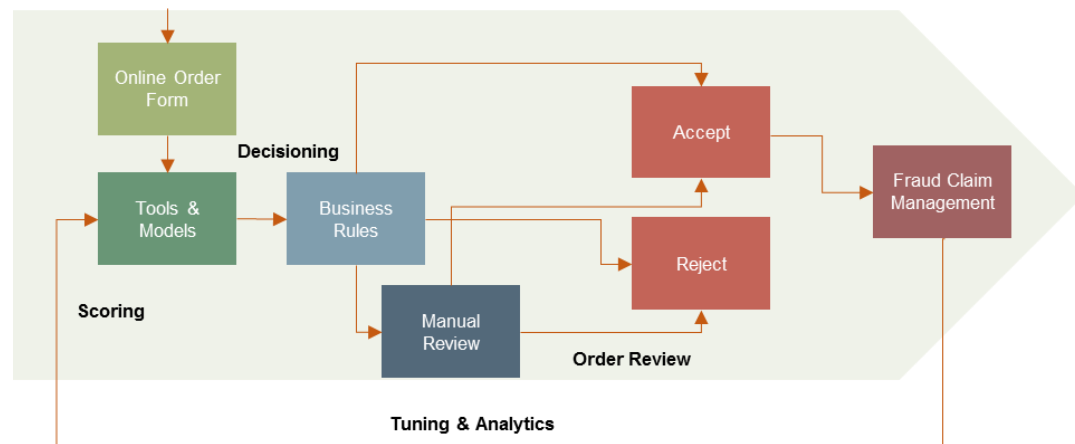 Online Order
Form
Decisioning
Accept
Tools &
Models
Business
Rules
Fraud Claim
Management
Reject
Scoring
Manual
Review
Order Review
Tuning & Analytics